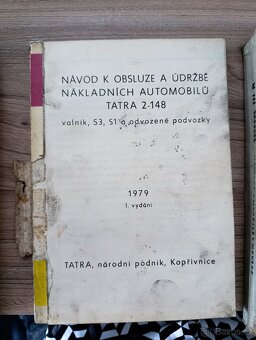 NÁVOD K OBSLUZE A ÚDRŽBĚ
NÁKLADNÍCH AUTOMOBILŮ
TATRA 2-148
valník, S3, S1 a odvozené podvozky
1979
1. vydání
TATRA, národní podnik, Kopřivnice